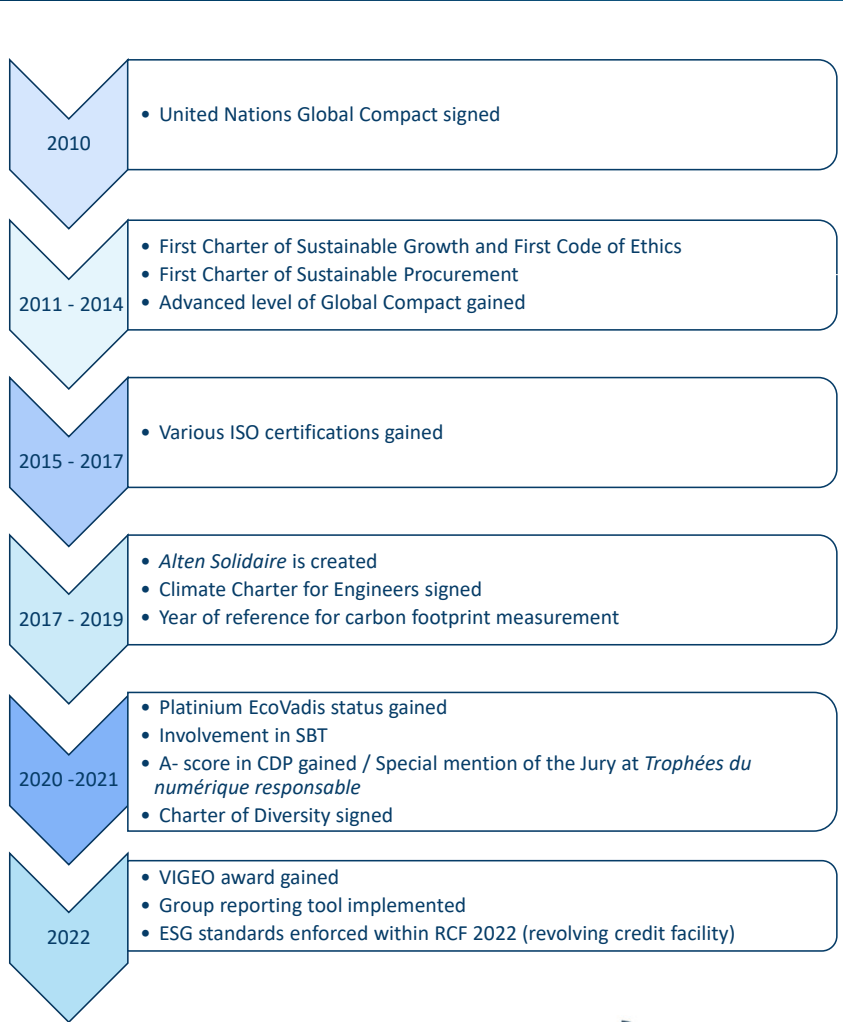 2010
• United Nations Global Compact signed
2011 - 2014
• First Charter of Sustainable Growth and First Code of Ethics
• First Charter of Sustainable Procurement
• Advanced level of Global Compact gained
2015 - 2017
• Various ISO certifications gained
2017 - 2019
• Alten Solidaire is created
• Climate Charter for Engineers signed
• Year of reference for carbon footprint measurement
2020 -2021
• Platinium EcoVadis status gained
• Involvement in SBT
• A- score in CDP gained / Special mention of the Jury at Trophées du
numérique responsable
• Charter of Diversity signed
2022
• VIGEO award gained
• Group reporting tool implemented
• ESG standards enforced within RCF 2022 (revolving credit facility)